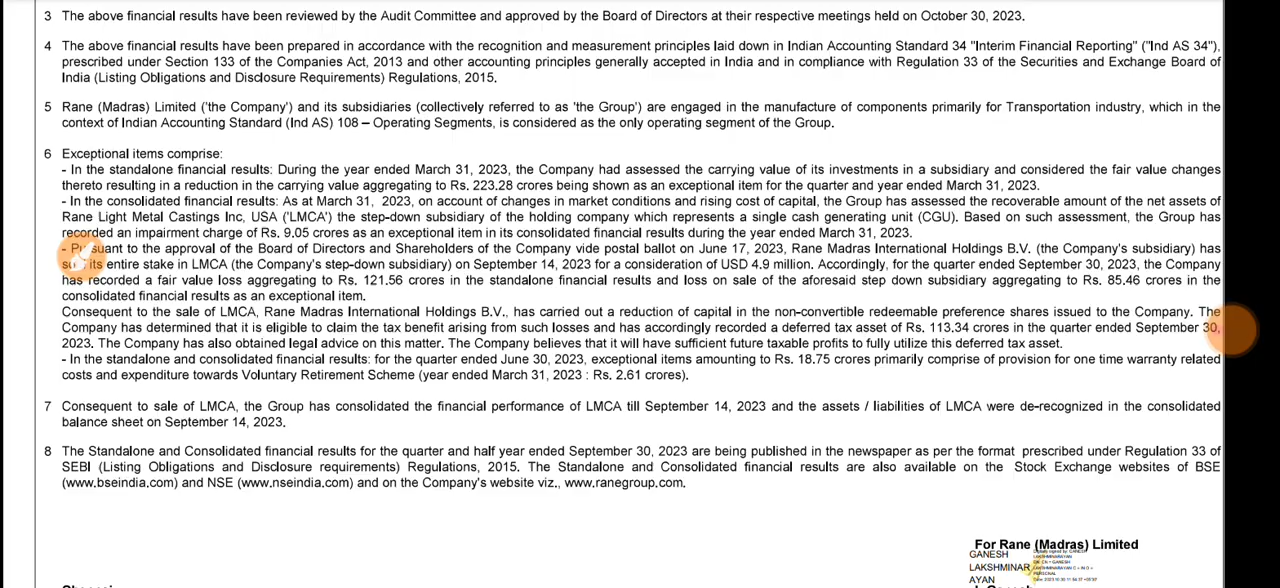 3 The above financial results have been reviewed by the Audit Committee and approved by the Board of Directors at their respective meetings held on October 30, 2023.
4 The above financial results have been prepared in accordance with the recognition and measurement principles laid down in Indian Accounting Standard 34 "Interim Financial Reporting" ("Ind AS 34"),
prescribed under Section 133 of the Companies Act, 2013 and other accounting principles generally accepted in India and in compliance with Regulation 33 of the Securities and Exchange Board of
India (Listing Obligations and Disclosure Requirements) Regulations, 2015.
5 Rane (Madras) Limited ('the Company') and its subsidiaries (collectively referred to as 'the Group') are engaged in the manufacture of components primarily for Transportation industry, which in the
context of Indian Accounting Standard (Ind AS) 108 – Operating Segments, is considered as the only operating segment of the Group.
6 Exceptional items comprise:
- In the standalone financial results: During the year ended March 31, 2023, the Company had assessed the carrying value of its investments in a subsidiary and considered the fair value changes
thereto resulting in a reduction in the carrying value aggregating to Rs. 223.28 crores being shown as an exceptional item for the quarter and year ended March 31, 2023.
- In the consolidated financial results: As at March 31, 2023, on account of changes in market conditions and rising cost of capital, the Group has assessed the recoverable amount of the net assets of
Rane Light Metal Castings Inc, USA ('LMCA') the step-down subsidiary of the holding company which represents a single cash generating unit (CGU). Based on such assessment, the Group has
recorded an impairment charge of Rs. 9.05 crores as an exceptional item in its consolidated financial results during the year ended March 31, 2023.
- Pursuant to the approval of the Board of Directors and Shareholders of the Company vide postal ballot on June 17, 2023, Rane Madras International Holdings B.V. (the Company's subsidiary) has
its entire stake in LMCA (the Company's step-down subsidiary) on September 14, 2023 for a consideration of USD 4.9 million. Accordingly, for the quarter ended September 30, 2023, the Company
has recorded a fair value loss aggregating to Rs. 121.56 crores in the standalone financial results and loss on sale of the aforesaid step down subsidiary aggregating to Rs. 85.46 crores in the
consolidated financial results as an exceptional item.
Consequent to the sale of LMCA, Rane Madras International Holdings B.V., has carried out a reduction of capital in the non-convertible redeemable preference shares issued to the Company. The
Company has determined that it is eligible to claim the tax benefit arising from such losses and has accordingly recorded a deferred tax asset of Rs. 113.34 crores in the quarter ended September 30,
2023. The Company has also obtained legal advice on this matter. The Company believes that it will have sufficient future taxable profits to fully utilize this deferred tax asset.
- In the standalone and consolidated financial results: for the quarter ended June 30, 2023, exceptional items amounting to Rs. 18.75 crores primarily comprise of provision for one time warranty related
costs and expenditure towards Voluntary Retirement Scheme (year ended March 31, 2023 : Rs. 2.61 crores).
7 Consequent to sale of LMCA, the Group has consolidated the financial performance of LMCA till September 14, 2023 and the assets / liabilities of LMCA were de-recognized in the consolidated
balance sheet on September 14, 2023.
8 The Standalone and Consolidated financial results for the quarter and half year ended September 30, 2023 are being published in the newspaper as per the format prescribed under Regulation 33 of
SEBI (Listing Obligations and Disclosure requirements) Regulations, 2015. The Standalone and Consolidated financial results are also available on the Stock Exchange websites of BSE
(www.bseindia.com) and NSE (www.nseindia.com) and on the Company's website viz., www.ranegroup.com.
For Rane (Madras) Limited
GANESH
LAKSHMINAR
AYAN